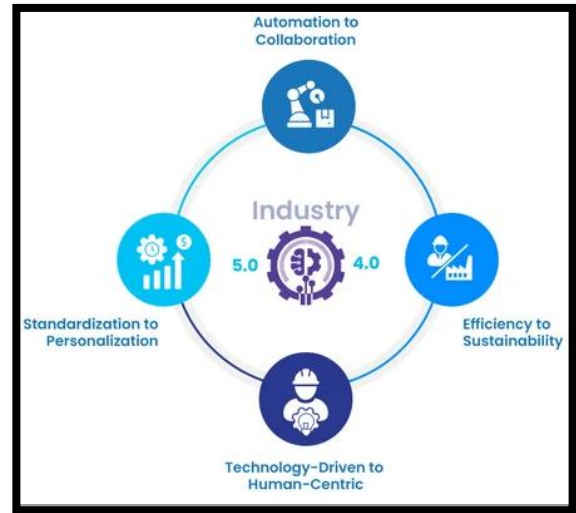 Automation to
Collaboration
Industry
5.0
4.0
$
Standardization to
Personalization
Efficiency to
Sustainability
Technology-Driven to
Human-Centric